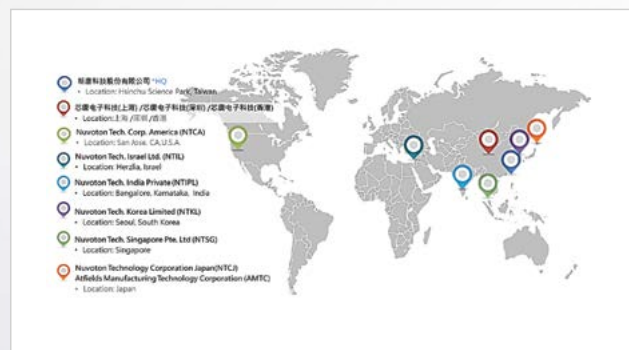 新唐科技股份有限公司 *HQ
• Location: Hsinchu Science Park, Taiwan
芯唐电子科技(上海) /芯唐电子科技(深圳) /芯唐电子科技(香港)
• Location:上海 /深圳 /香港
Nuvoton Tech. Corp. America (NTCA)
• Location: San Jose, CA,U.S.A.
Nuvoton Tech. Israel Ltd. (NTIL)
• Location: Herzlia, Israel
Nuvoton Tech. India Private(NTIPL)
• Location: Bangalore, Karnataka, India
Nuvoton Tech. Korea Limited (NTKL)
• Location: Seoul, South Korea
Nuvoton Tech. Singapore Pte. Ltd (NTSG)
• Location: Singapore
Nuvoton Technology Corporation Japan(NTCJ)
Atfields Manufacturing Technology Corporation (AMTC)
• Location: Japan